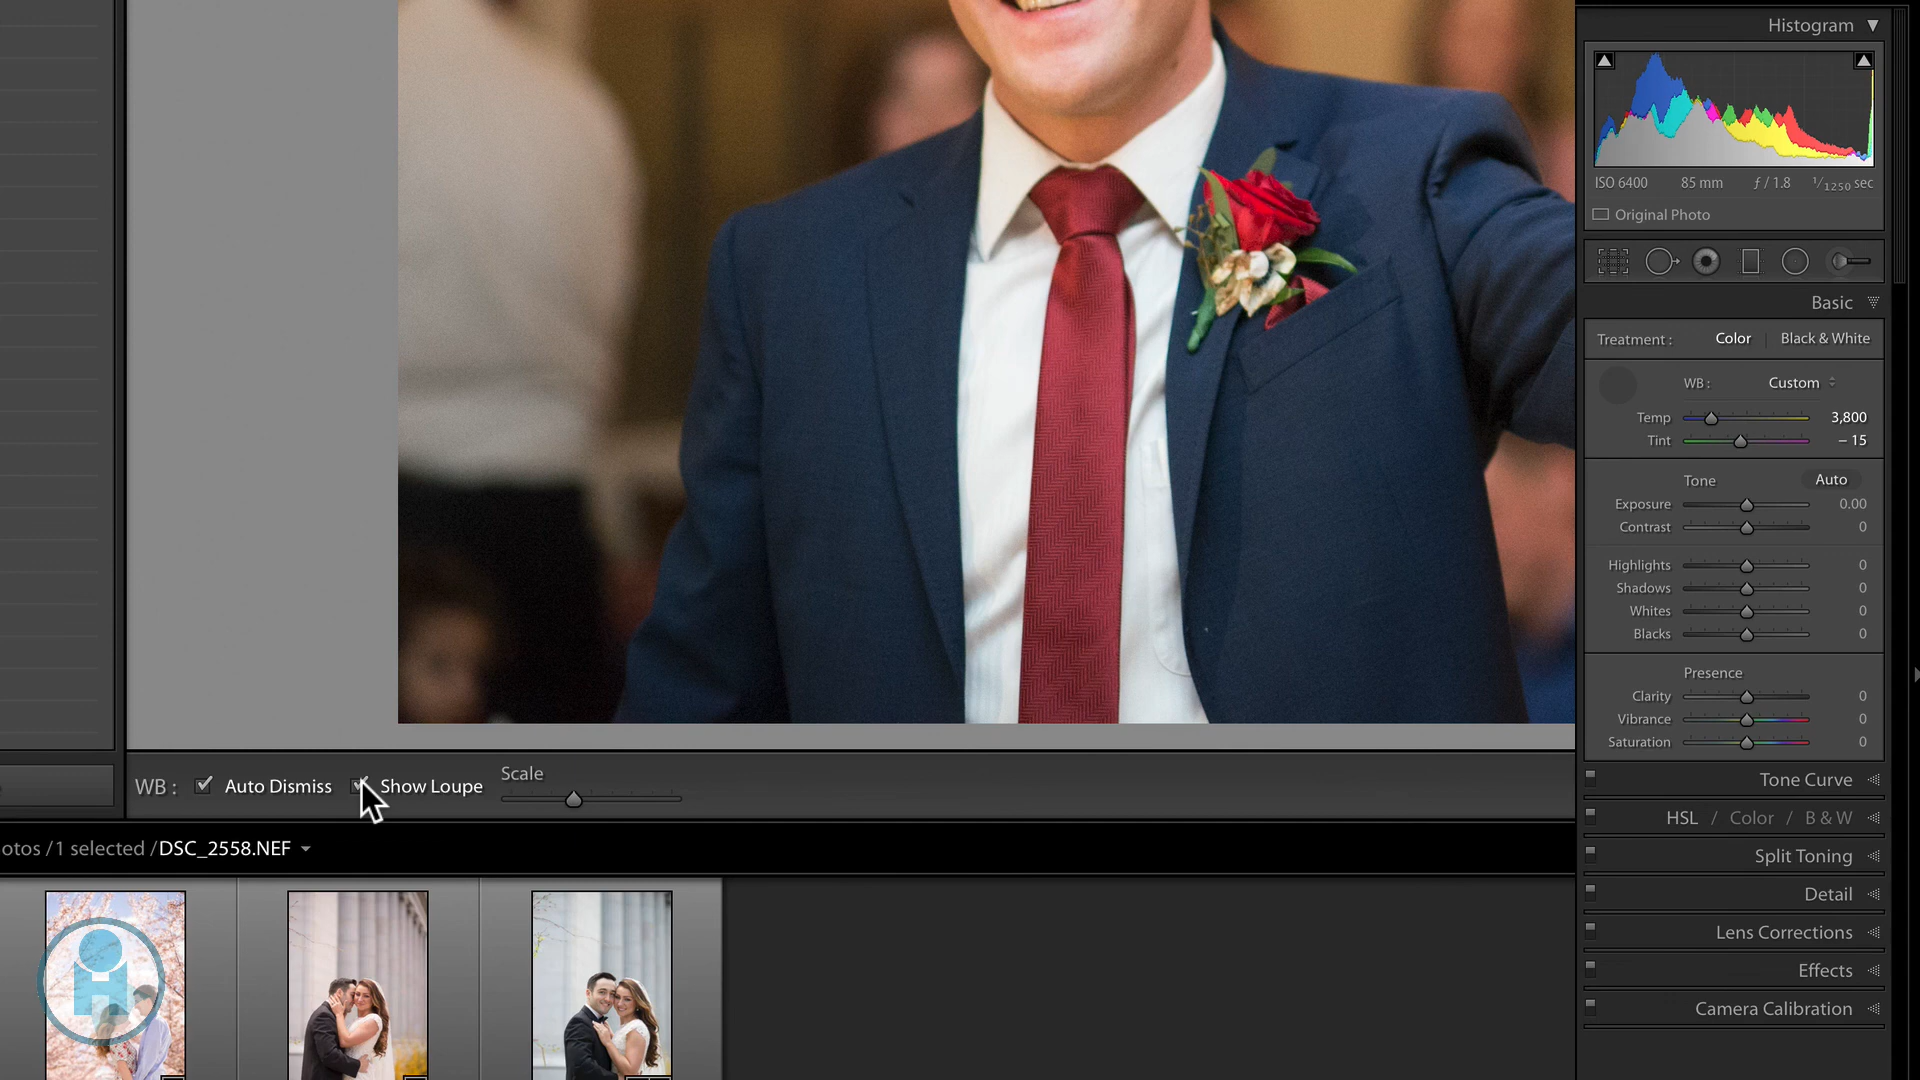 Histogram
ISO 6400 85 mm ƒ / 1.8 1/1250 sec
Original Photo
Basic
Treatment : Color Black & White
WB : Custom
Temp 3,800
Tint – 15
Tone Auto
Exposure 0.00
Contrast 0
Highlights 0
Shadows 0
Whites 0
Blacks 0
Presence
Clarity 0
Vibrance 0
Saturation 0
Tone Curve
HSL / Color / B & W
Split Toning
Detail
Lens Corrections
Effects
Camera Calibration
WB : Auto Dismiss Show Loupe Scale
otos / 1 selected / DSC_2558.NEF